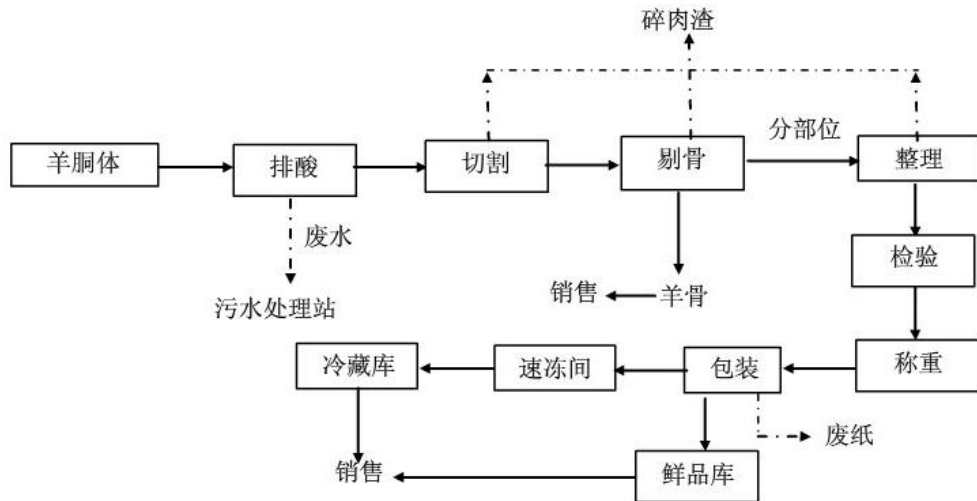 碎肉渣
分部位
羊胴体
排酸
切割
剔骨
整理
废水
检验
销售
羊骨
污水处理站
冷藏库
速冻间
包装
称重
废纸
销售
鲜品库